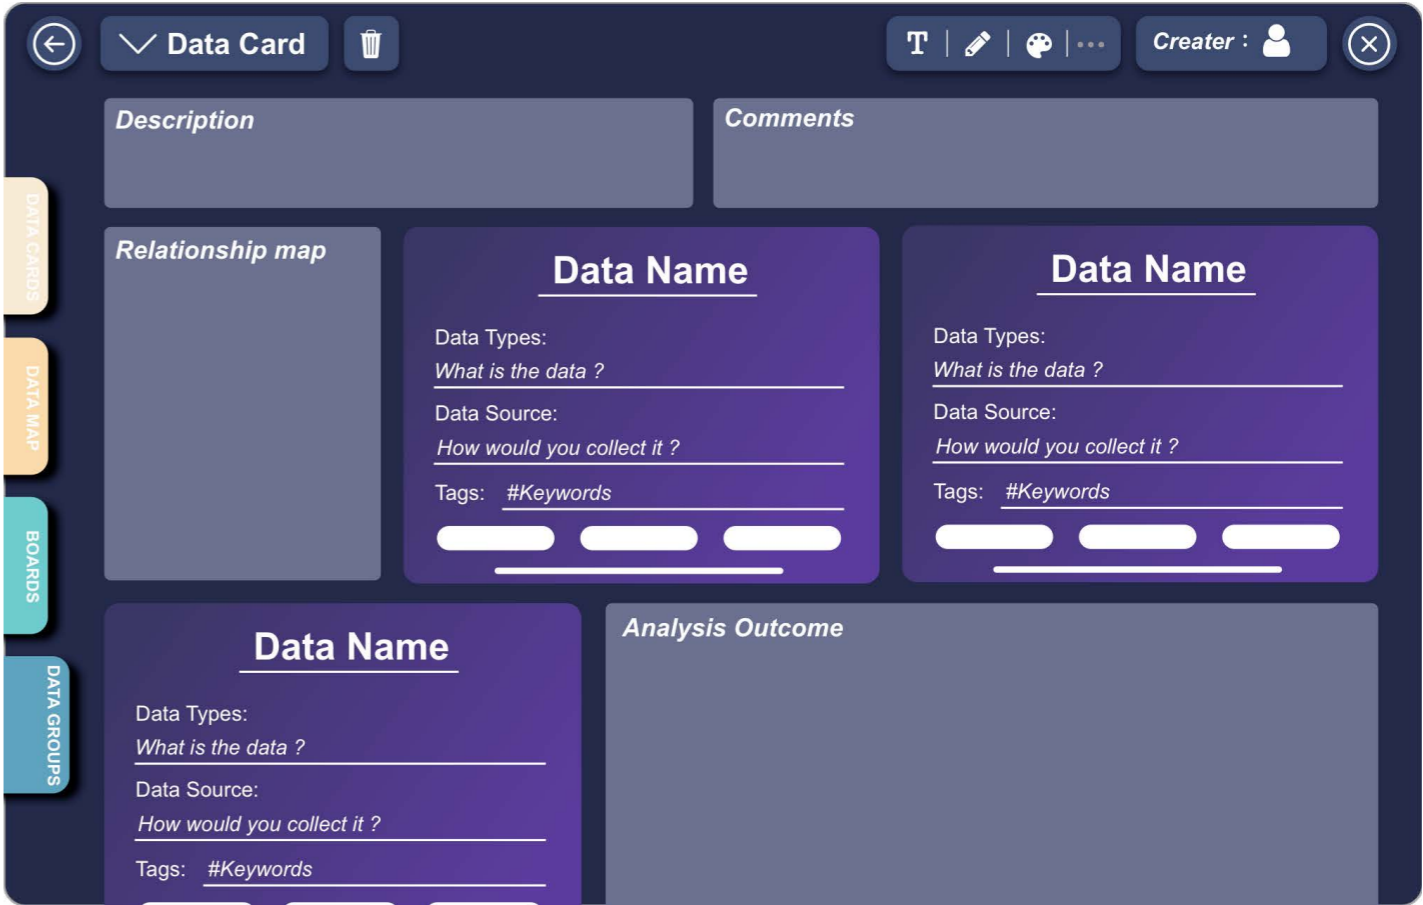 Data Card
T
Creater :
Description
Comments
DATA CARDS
DATA MAP
BOARDS
DATA GROUPS
Relationship map
Data Name
Data Types:
What is the data ?
Data Source:
How would you collect it ?
Tags: #Keywords
Data Name
Data Types:
What is the data ?
Data Source:
How would you collect it ?
Tags: #Keywords
Data Name
Data Types:
What is the data ?
Data Source:
How would you collect it ?
Tags: #Keywords
Analysis Outcome